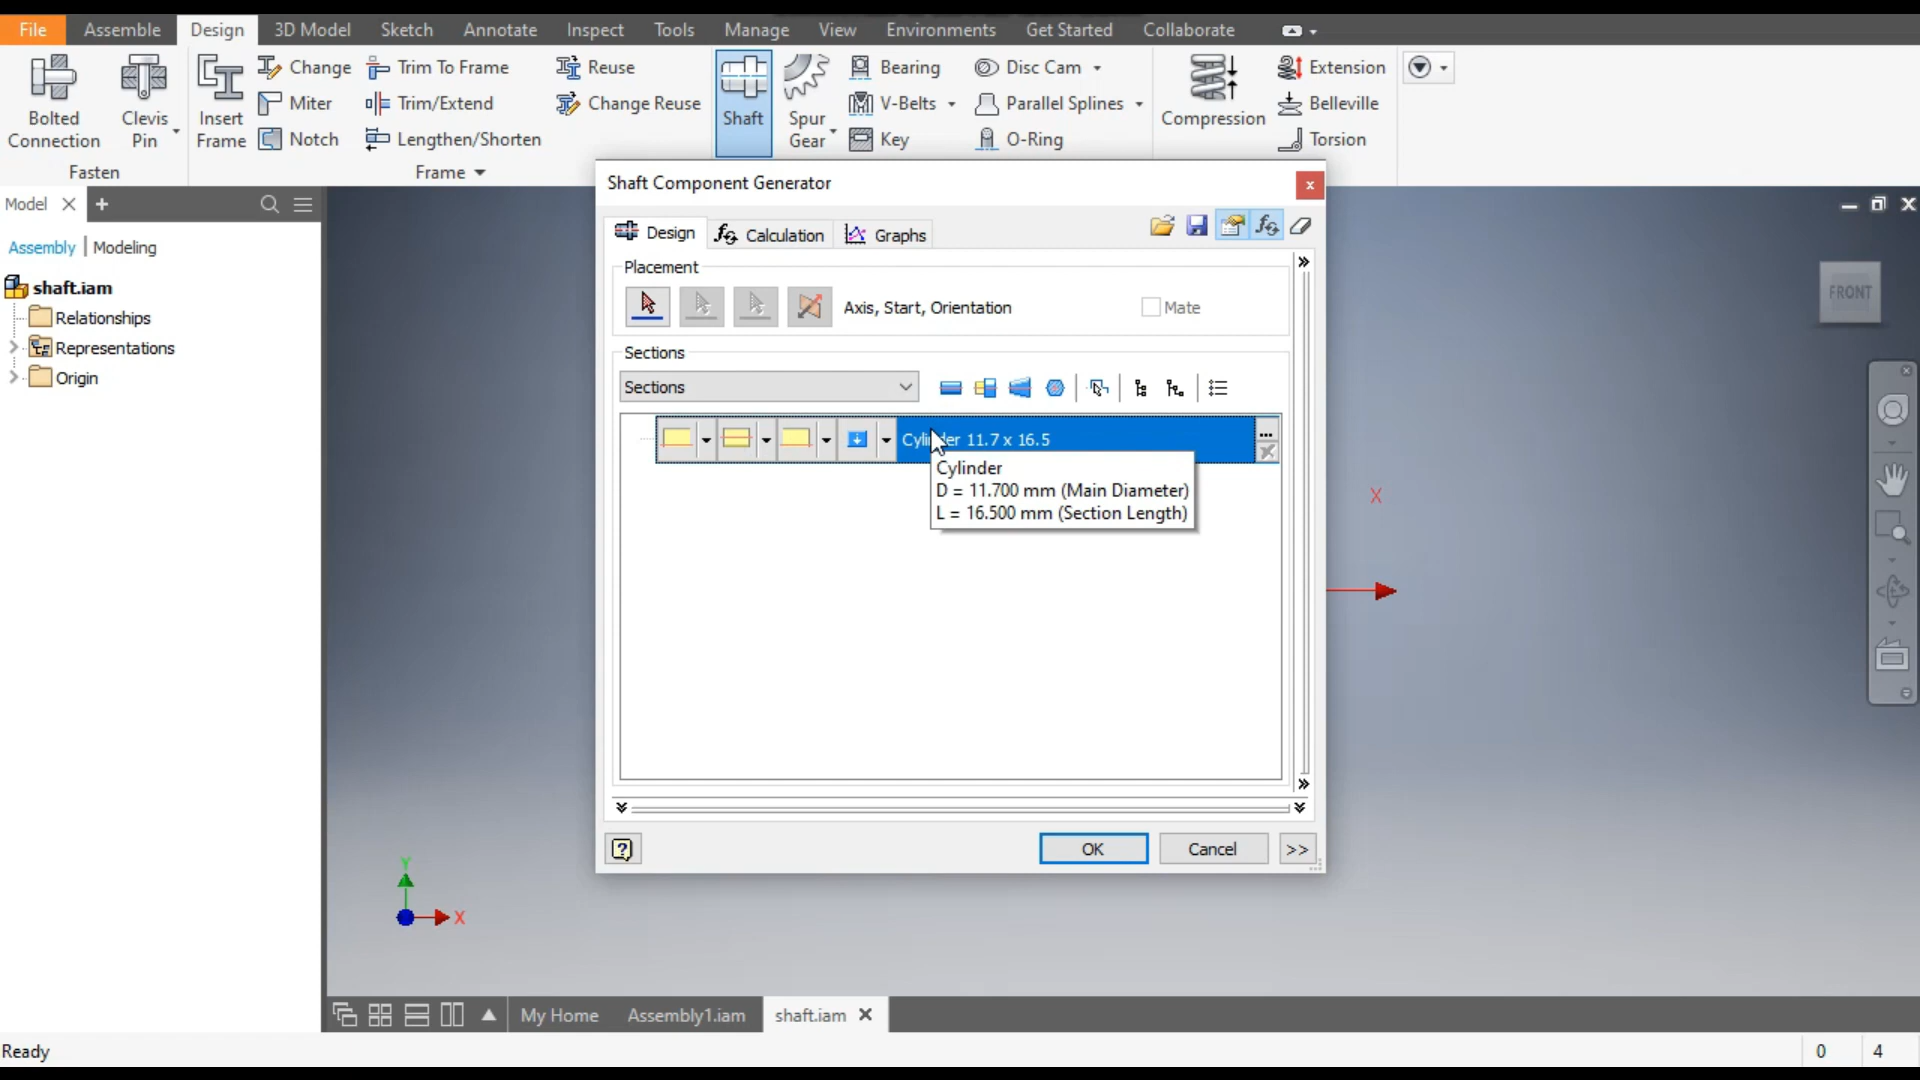 File Assemble Design 3D Model Sketch Annotate Inspect Tools Manage View Environments Get Started Collaborate
Change Trim To Frame Reuse Bearing Disc Cam Extension
Miter Trim/Extend Change Reuse V-Belts Parallel Splines Belleville
Bolted Connection Clevis Pin Insert Frame Shaft Spur Gear Compression
Notch Lengthen/Shorten Key O-Ring Torsion
Fasten Frame
Model
Assembly Modeling
shaft.iam
Relationships
Representations
Origin
Shaft Component Generator
Design Calculation Graphs
Placement
Axis, Start, Orientation Mate
Sections
Sections
Cylinder 11.7 x 16.5
Cylinder
D = 11.700 mm (Main Diameter)
L = 16.500 mm (Section Length)
OK Cancel >>
FRONT
X
Y
X
My Home Assembly1.iam shaft.iam
Ready 0 4